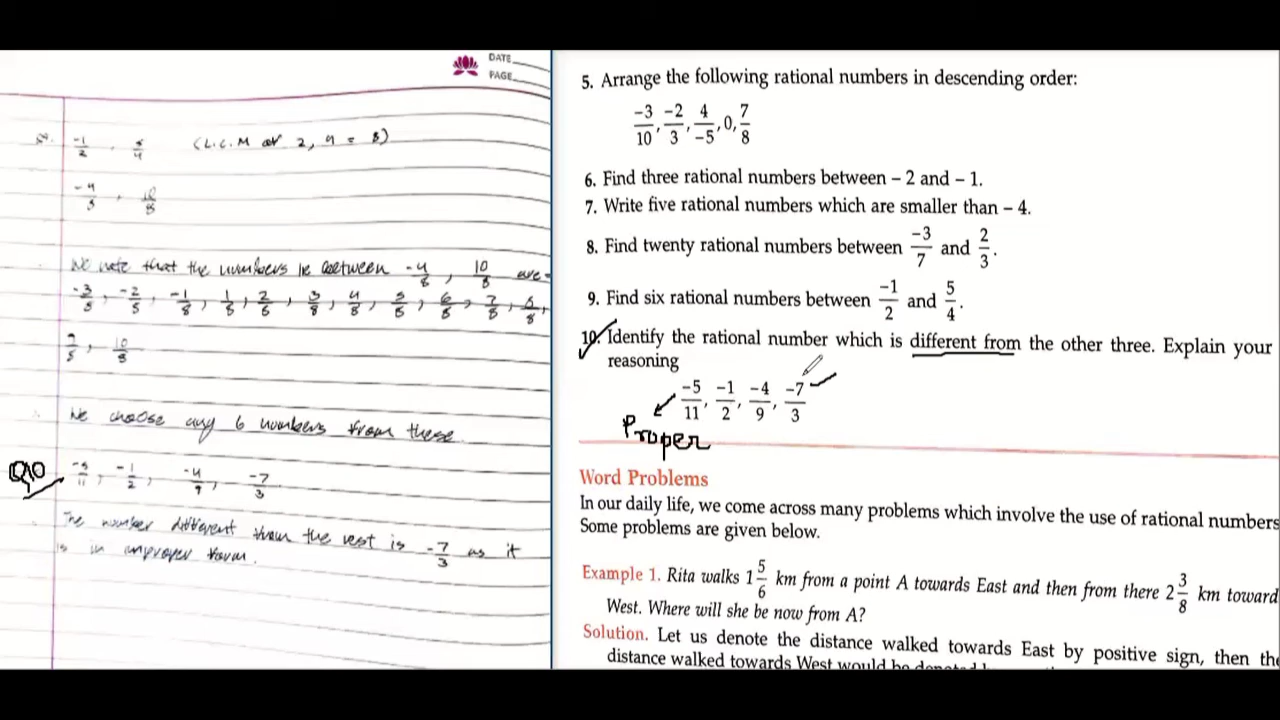 DATE
PAGE
-1/2 , 5/4 (L.C.M of 2, 4 = 8)
-4/8 , 10/8
We note that the numbers in between -4/8 , 10/8 are
-3/8 , -2/8 , -1/8 , 1/8 , 2/8 , 3/8 , 4/8 , 5/8 , 6/8 , 7/8 , 8/8 ,
9/8 , 10/8
We choose any 6 numbers from these
Q10 -5/11 , -1/2 , -4/9 , -7/3
The number different than the rest is -7/3 as it
is in improper form.
5. Arrange the following rational numbers in descending order:
-3/10 , -2/3 , 4/-5 , 0, 7/8
6. Find three rational numbers between – 2 and – 1.
7. Write five rational numbers which are smaller than – 4.
8. Find twenty rational numbers between -3/7 and 2/3.
9. Find six rational numbers between -1/2 and 5/4.
10. Identify the rational number which is different from the other three. Explain your
reasoning
-5/11 , -1/2 , -4/9 , -7/3
Proper
Word Problems
In our daily life, we come across many problems which involve the use of rational numbers
Some problems are given below.
Example 1. Rita walks 1 5/6 km from a point A towards East and then from there 2 3/8 km toward
West. Where will she be now from A?
Solution. Let us denote the distance walked towards East by positive sign, then the
distance walked towards West would be